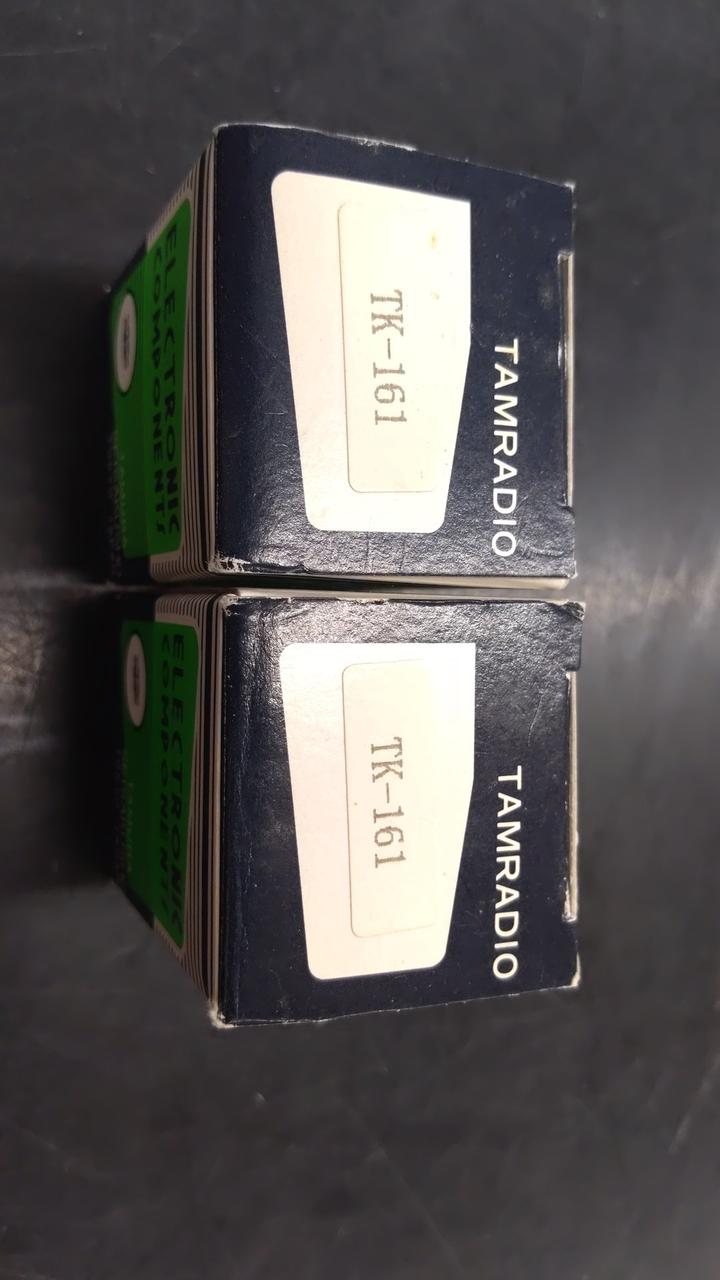 TAMRADIO
TK-161
ELECTRONIC
COMPONENTS
TAMRADIO
TK-161
ELECTRONIC
COMPONENTS